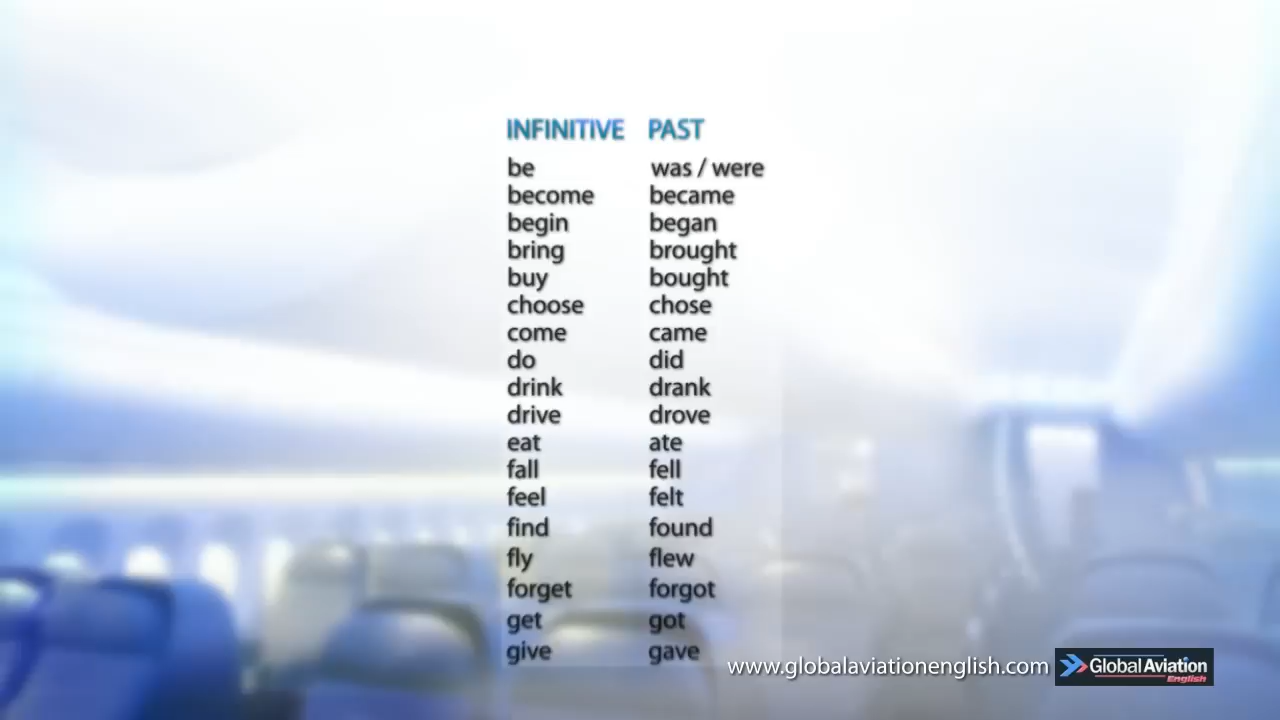 INFINITIVE PAST
be was / were
become became
begin began
bring brought
buy bought
choose chose
come came
do did
drink drank
drive drove
eat ate
fall fell
feel felt
find found
fly flew
forget forgot
get got
give gave
www.globalaviationenglish.com Global Aviation
English